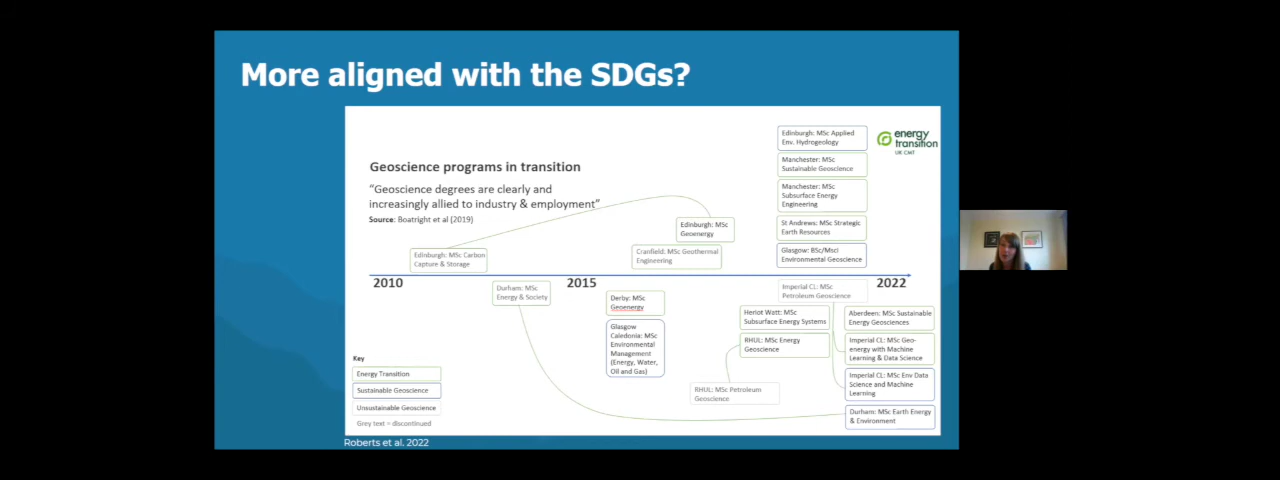 More aligned with the SDGs?
Geoscience programs in transition
“Geoscience degrees are clearly and
increasingly allied to industry & employment”
Source: Boatright et al (2019)
energy
transition
UK CMT
Edinburgh: MSc Applied
Env. Hydrogeology
Manchester: MSc
Sustainable Geoscience
Manchester: MSc
Subsurface Energy
Engineering
St Andrews: MSc Strategic
Earth Resources
Glasgow: BSc/Msci
Environmental Geoscience
Edinburgh: MSc
Geoenergy
Cranfield, MSc Geothermal
Engineering
Edinburgh: MSc Carbon
Capture & Storage
2010
2015
2022
Durham: MSc
Energy & Society
Derby: MSc
Geoenergy
Glasgow
Caledonia: MSc
Environmental
Management
(Energy, Water,
Oil and Gas)
Imperial CL: MSc
Petroleum Geoscience
Heriot Watt: MSc
Subsurface Energy Systems
RHUL: MSc Energy
Geoscience
RHUL: MSc Petroleum
Geoscience
Aberdeen: MSc Sustainable
Energy Geosciences
Imperial CL: MSc Geo-
energy with Machine
Learning & Data Science
Imperial CL: MSc Env Data
Science and Machine
Learning
Durham: MSc Earth Energy
& Environment
Key
Energy Transition
Sustainable Geoscience
Unsustainable Geoscience
Grey text = discontinued
Roberts et al. 2022